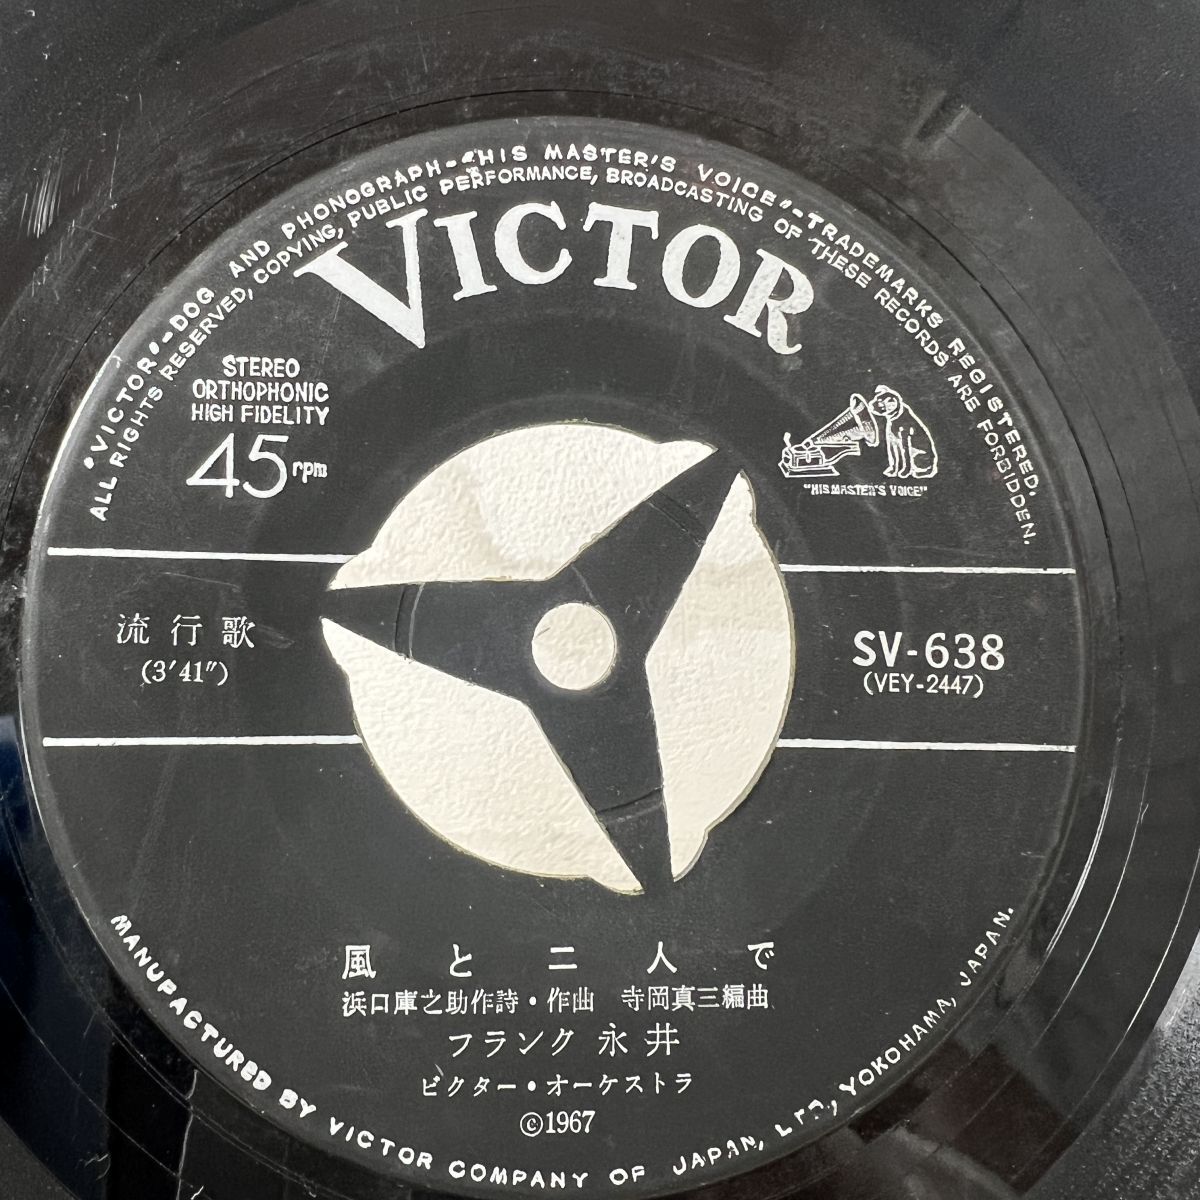 "VICTOR"-DOG AND PHONOGRAPH-"HIS MASTER'S VOICE"-TRADEMARKS REGISTERED.
ALL RIGHTS RESERVED, COPYING, PUBLIC PERFORMANCE, BROADCASTING OF THESE RECORDS ARE FORBIDDEN.
VICTOR
STEREO
ORTHOPHONIC
HIGH FIDELITY
45 rpm
"HIS MASTER'S VOICE"
流行歌
(3'41")
SV-638
(VEY-2447)
風と二人で
浜口庫之助作詩・作曲 寺岡真三編曲
フランク永井
ビクター・オーケストラ
©1967
MANUFACTURED BY VICTOR COMPANY OF JAPAN, LTD., YOKOHAMA, JAPAN.